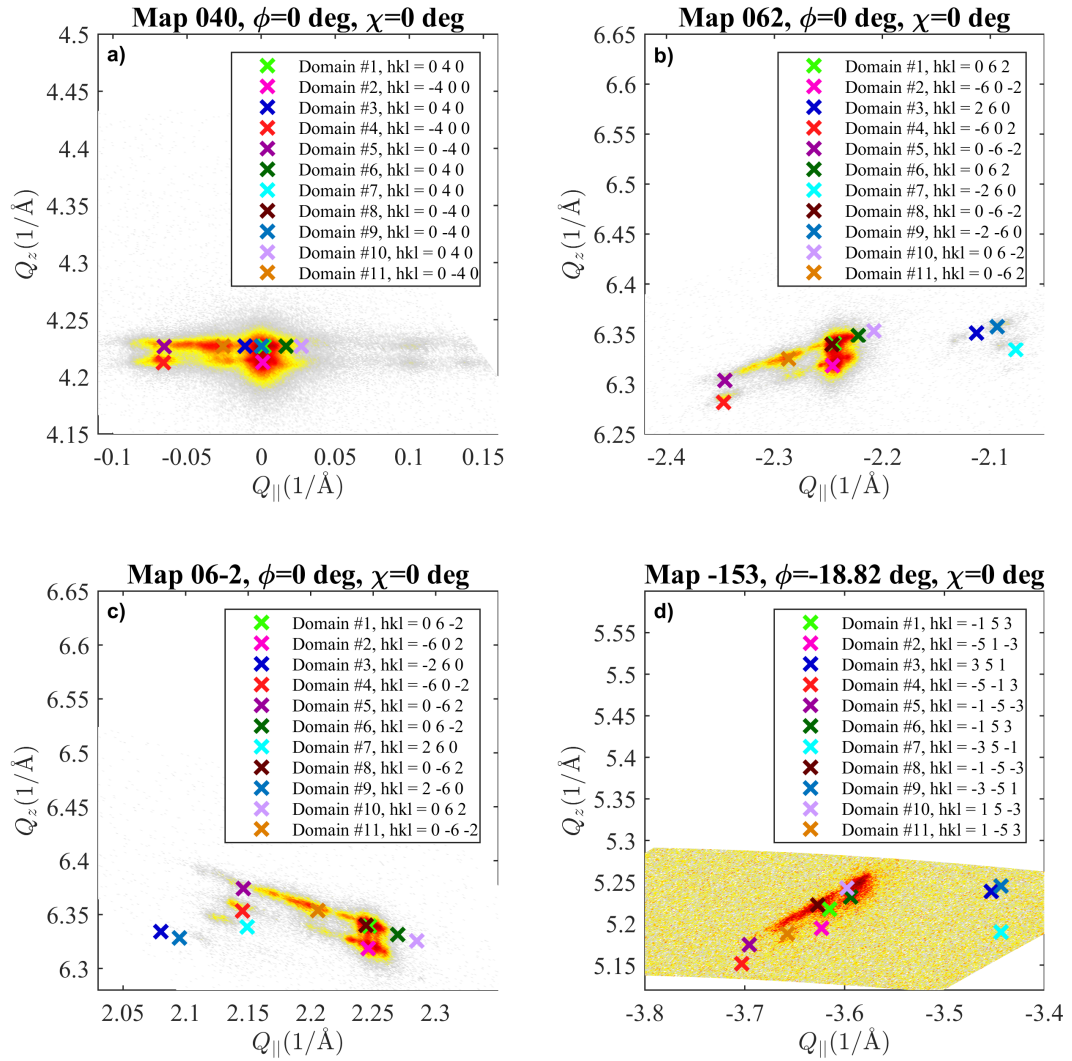 Map 040, ϕ=0 deg, χ=0 deg
a)
Domain #1, hkl = 0 4 0
Domain #2, hkl = -4 0 0
Domain #3, hkl = 0 4 0
Domain #4, hkl = -4 0 0
Domain #5, hkl = 0 -4 0
Domain #6, hkl = 0 4 0
Domain #7, hkl = 0 4 0
Domain #8, hkl = 0 -4 0
Domain #9, hkl = 0 -4 0
Domain #10, hkl = 0 4 0
Domain #11, hkl = 0 -4 0
4.5
4.45
4.4
4.35
4.3
4.25
4.2
4.15
Qz(1/Å)
-0.1 -0.05 0 0.05 0.1 0.15
Q||(1/Å)
Map 062, ϕ=0 deg, χ=0 deg
b)
Domain #1, hkl = 0 6 2
Domain #2, hkl = -6 0 -2
Domain #3, hkl = 2 6 0
Domain #4, hkl = -6 0 2
Domain #5, hkl = 0 -6 -2
Domain #6, hkl = 0 6 2
Domain #7, hkl = -2 6 0
Domain #8, hkl = 0 -6 -2
Domain #9, hkl = -2 -6 0
Domain #10, hkl = 0 6 -2
Domain #11, hkl = 0 -6 2
6.65
6.6
6.55
6.5
6.45
6.4
6.35
6.3
6.25
Qz(1/Å)
-2.4 -2.3 -2.2 -2.1
Q||(1/Å)
Map 06-2, ϕ=0 deg, χ=0 deg
c)
Domain #1, hkl = 0 6 -2
Domain #2, hkl = -6 0 2
Domain #3, hkl = -2 6 0
Domain #4, hkl = -6 0 -2
Domain #5, hkl = 0 -6 2
Domain #6, hkl = 0 6 -2
Domain #7, hkl = 2 6 0
Domain #8, hkl = 0 -6 2
Domain #9, hkl = 2 -6 0
Domain #10, hkl = 0 6 2
Domain #11, hkl = 0 -6 -2
6.65
6.6
6.55
6.5
6.45
6.4
6.35
6.3
Qz(1/Å)
2.05 2.1 2.15 2.2 2.25 2.3
Q||(1/Å)
Map -153, ϕ=-18.82 deg, χ=0 deg
d)
Domain #1, hkl = -1 5 3
Domain #2, hkl = -5 1 -3
Domain #3, hkl = 3 5 1
Domain #4, hkl = -5 -1 3
Domain #5, hkl = -1 -5 -3
Domain #6, hkl = -1 5 3
Domain #7, hkl = -3 5 -1
Domain #8, hkl = -1 -5 -3
Domain #9, hkl = -3 -5 1
Domain #10, hkl = 1 5 -3
Domain #11, hkl = 1 -5 3
5.55
5.5
5.45
5.4
5.35
5.3
5.25
5.2
5.15
Qz(1/Å)
-3.8 -3.7 -3.6 -3.5 -3.4
Q||(1/Å)